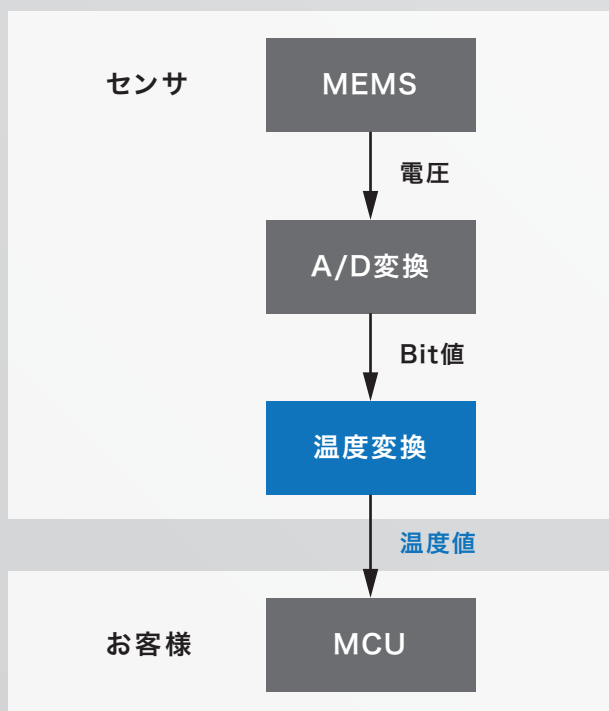 センサ
MEMS
電圧
A/D変換
Bit値
温度変換
温度値
お客様
MCU